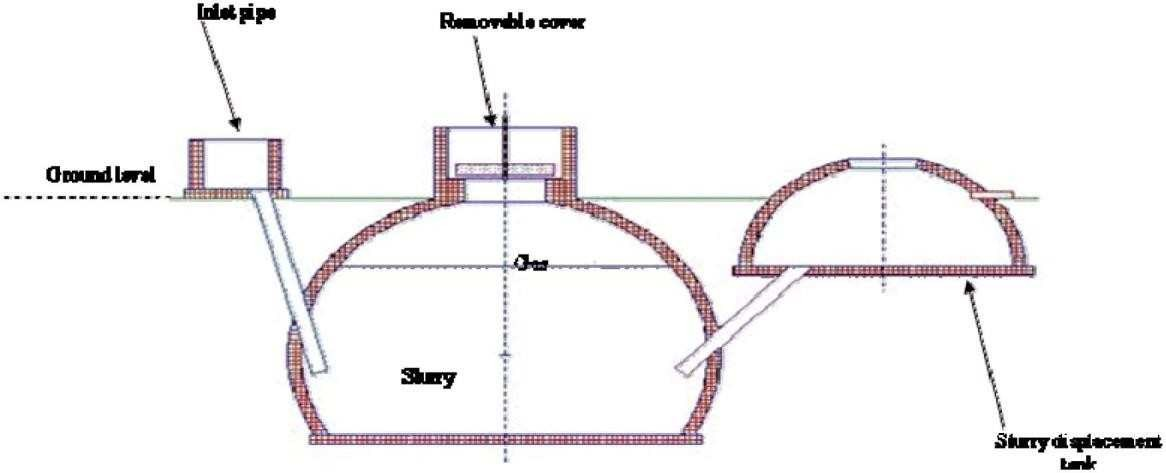 Inlet pipe
Removable cover
Ground level
Gas
Slurry
Slurry displacement
tank